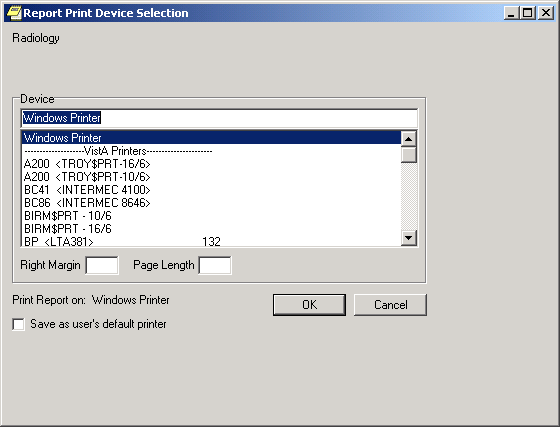 Report Print Device Selection
Radiology
Device
Windows Printer
Windows Printer
--------------------VistA Printers----------------------
A200 <TROY$PRT-16/6>
A200 <TROY$PRT-10/6>
BC41 <INTERMEC 4100>
BC86 <INTERMEC 8646>
BIRM$PRT - 10/6
BIRM$PRT - 16/6
BP <LTA381> 132
Right Margin Page Length
Print Report on: Windows Printer
OK Cancel
Save as user's default printer